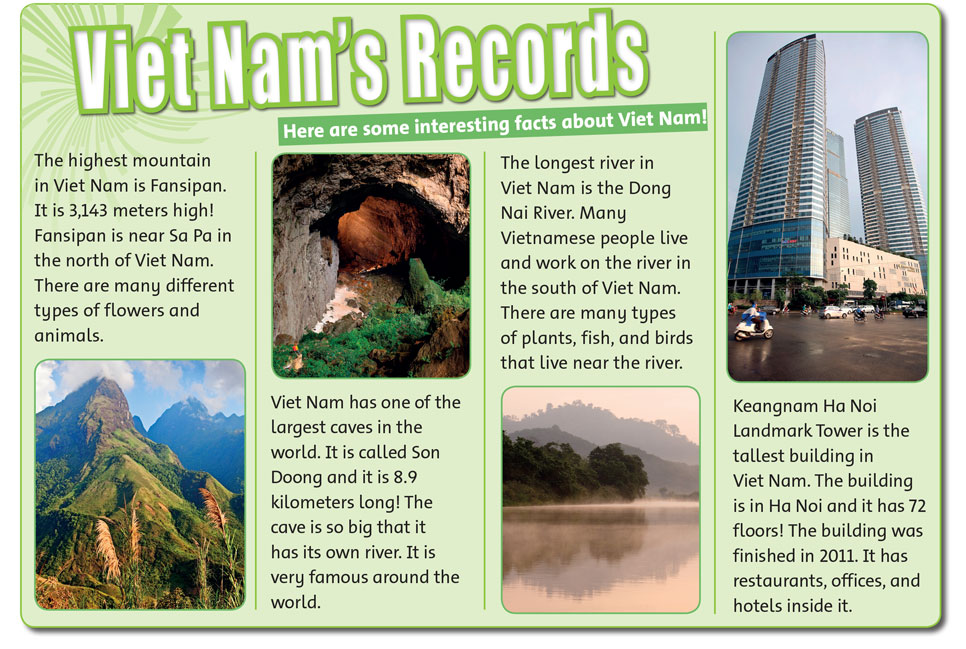 Viet Nam's Records
Here are some interesting facts about Viet Nam!
The highest mountain
in Viet Nam is Fansipan.
It is 3,143 meters high!
Fansipan is near Sa Pa in
the north of Viet Nam.
There are many different
types of flowers and
animals.
Viet Nam has one of the
largest caves in the
world. It is called Son
Doong and it is 8.9
kilometers long! The
cave is so big that it
has its own river. It is
very famous around the
world.
The longest river in
Viet Nam is the Dong
Nai River. Many
Vietnamese people live
and work on the river in
the south of Viet Nam.
There are many types
of plants, fish, and birds
that live near the river.
Keangnam Ha Noi
Landmark Tower is the
tallest building in
Viet Nam. The building
is in Ha Noi and it has 72
floors! The building was
finished in 2011. It has
restaurants, offices, and
hotels inside it.